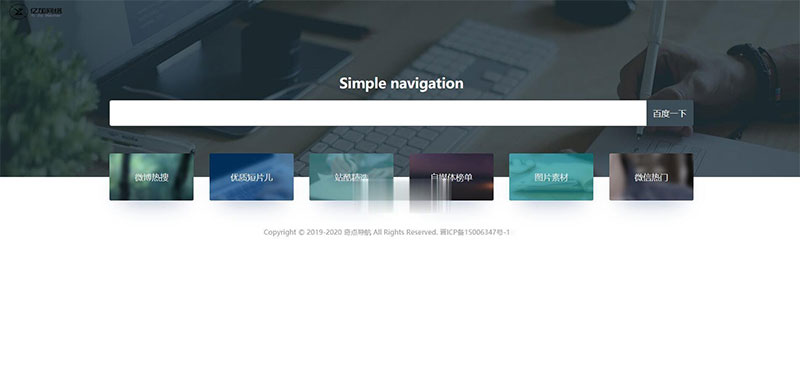 亿加网络
Simple navigation
百度一下
微博热搜
优质短片儿
站酷精选
自媒体榜单
图片素材
微信热门
Copyright © 2019-2020 奇点导航 All Rights Reserved. 冀ICP备15006347号-1